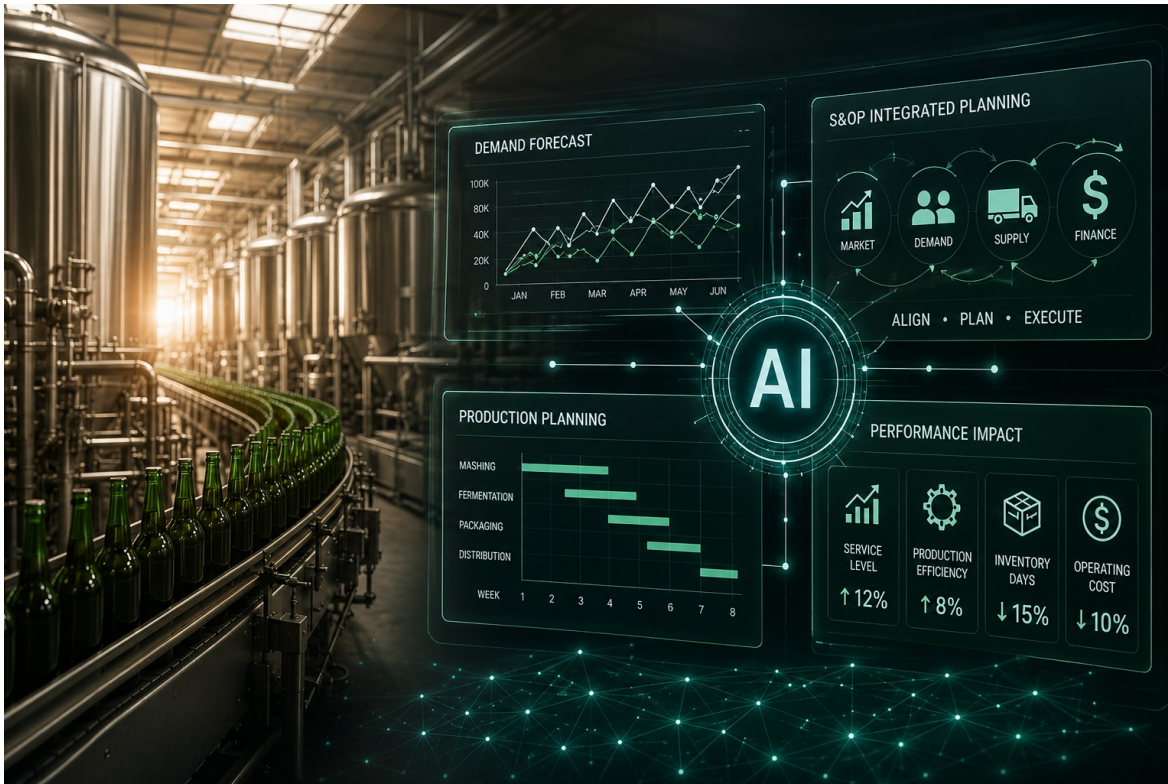 DEMAND FORECAST
100K
80K
40K
20K
0
JAN FEB MAR APR MAY JUN
S&OP INTEGRATED PLANNING
MARKET DEMAND SUPPLY FINANCE
$
ALIGN • PLAN • EXECUTE
AI
PRODUCTION PLANNING
MASHING
FERMENTATION
PACKAGING
DISTRIBUTION
WEEK 1 2 3 4 5 6 7 8
PERFORMANCE IMPACT
$
SERVICE
LEVEL
↑12%
PRODUCTION
EFFICIENCY
↑8%
INVENTORY
DAYS
↓15%
OPERATING
COST
↓10%